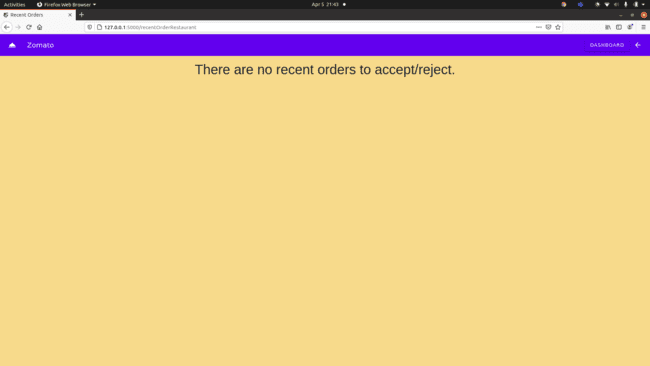 Activities
Firefox Web Browser
Apr 5 21:43
Recent Orders
127.0.0.1:5000/recentOrderRestaurant
Zomato
DASHBOARD
There are no recent orders to accept/reject.